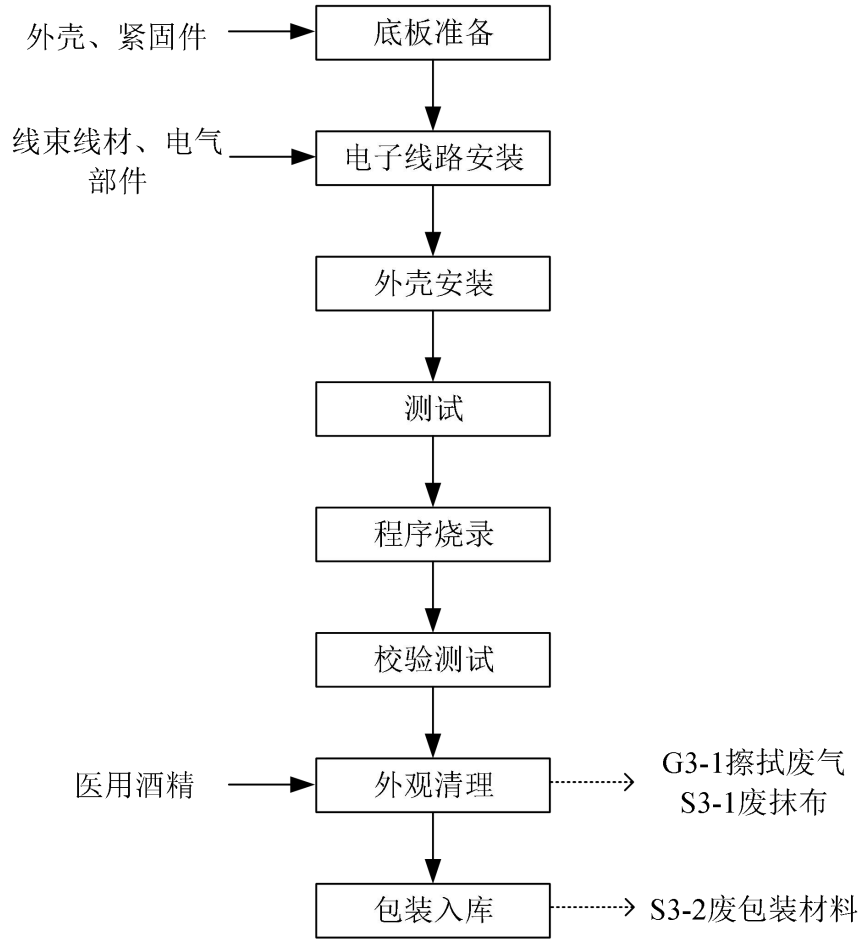 外壳、紧固件
底板准备
线束线材、电气
部件
电子线路安装
外壳安装
测试
程序烧录
校验测试
医用酒精
外观清理
G3-1擦拭废气
S3-1废抹布
包装入库
S3-2废包装材料